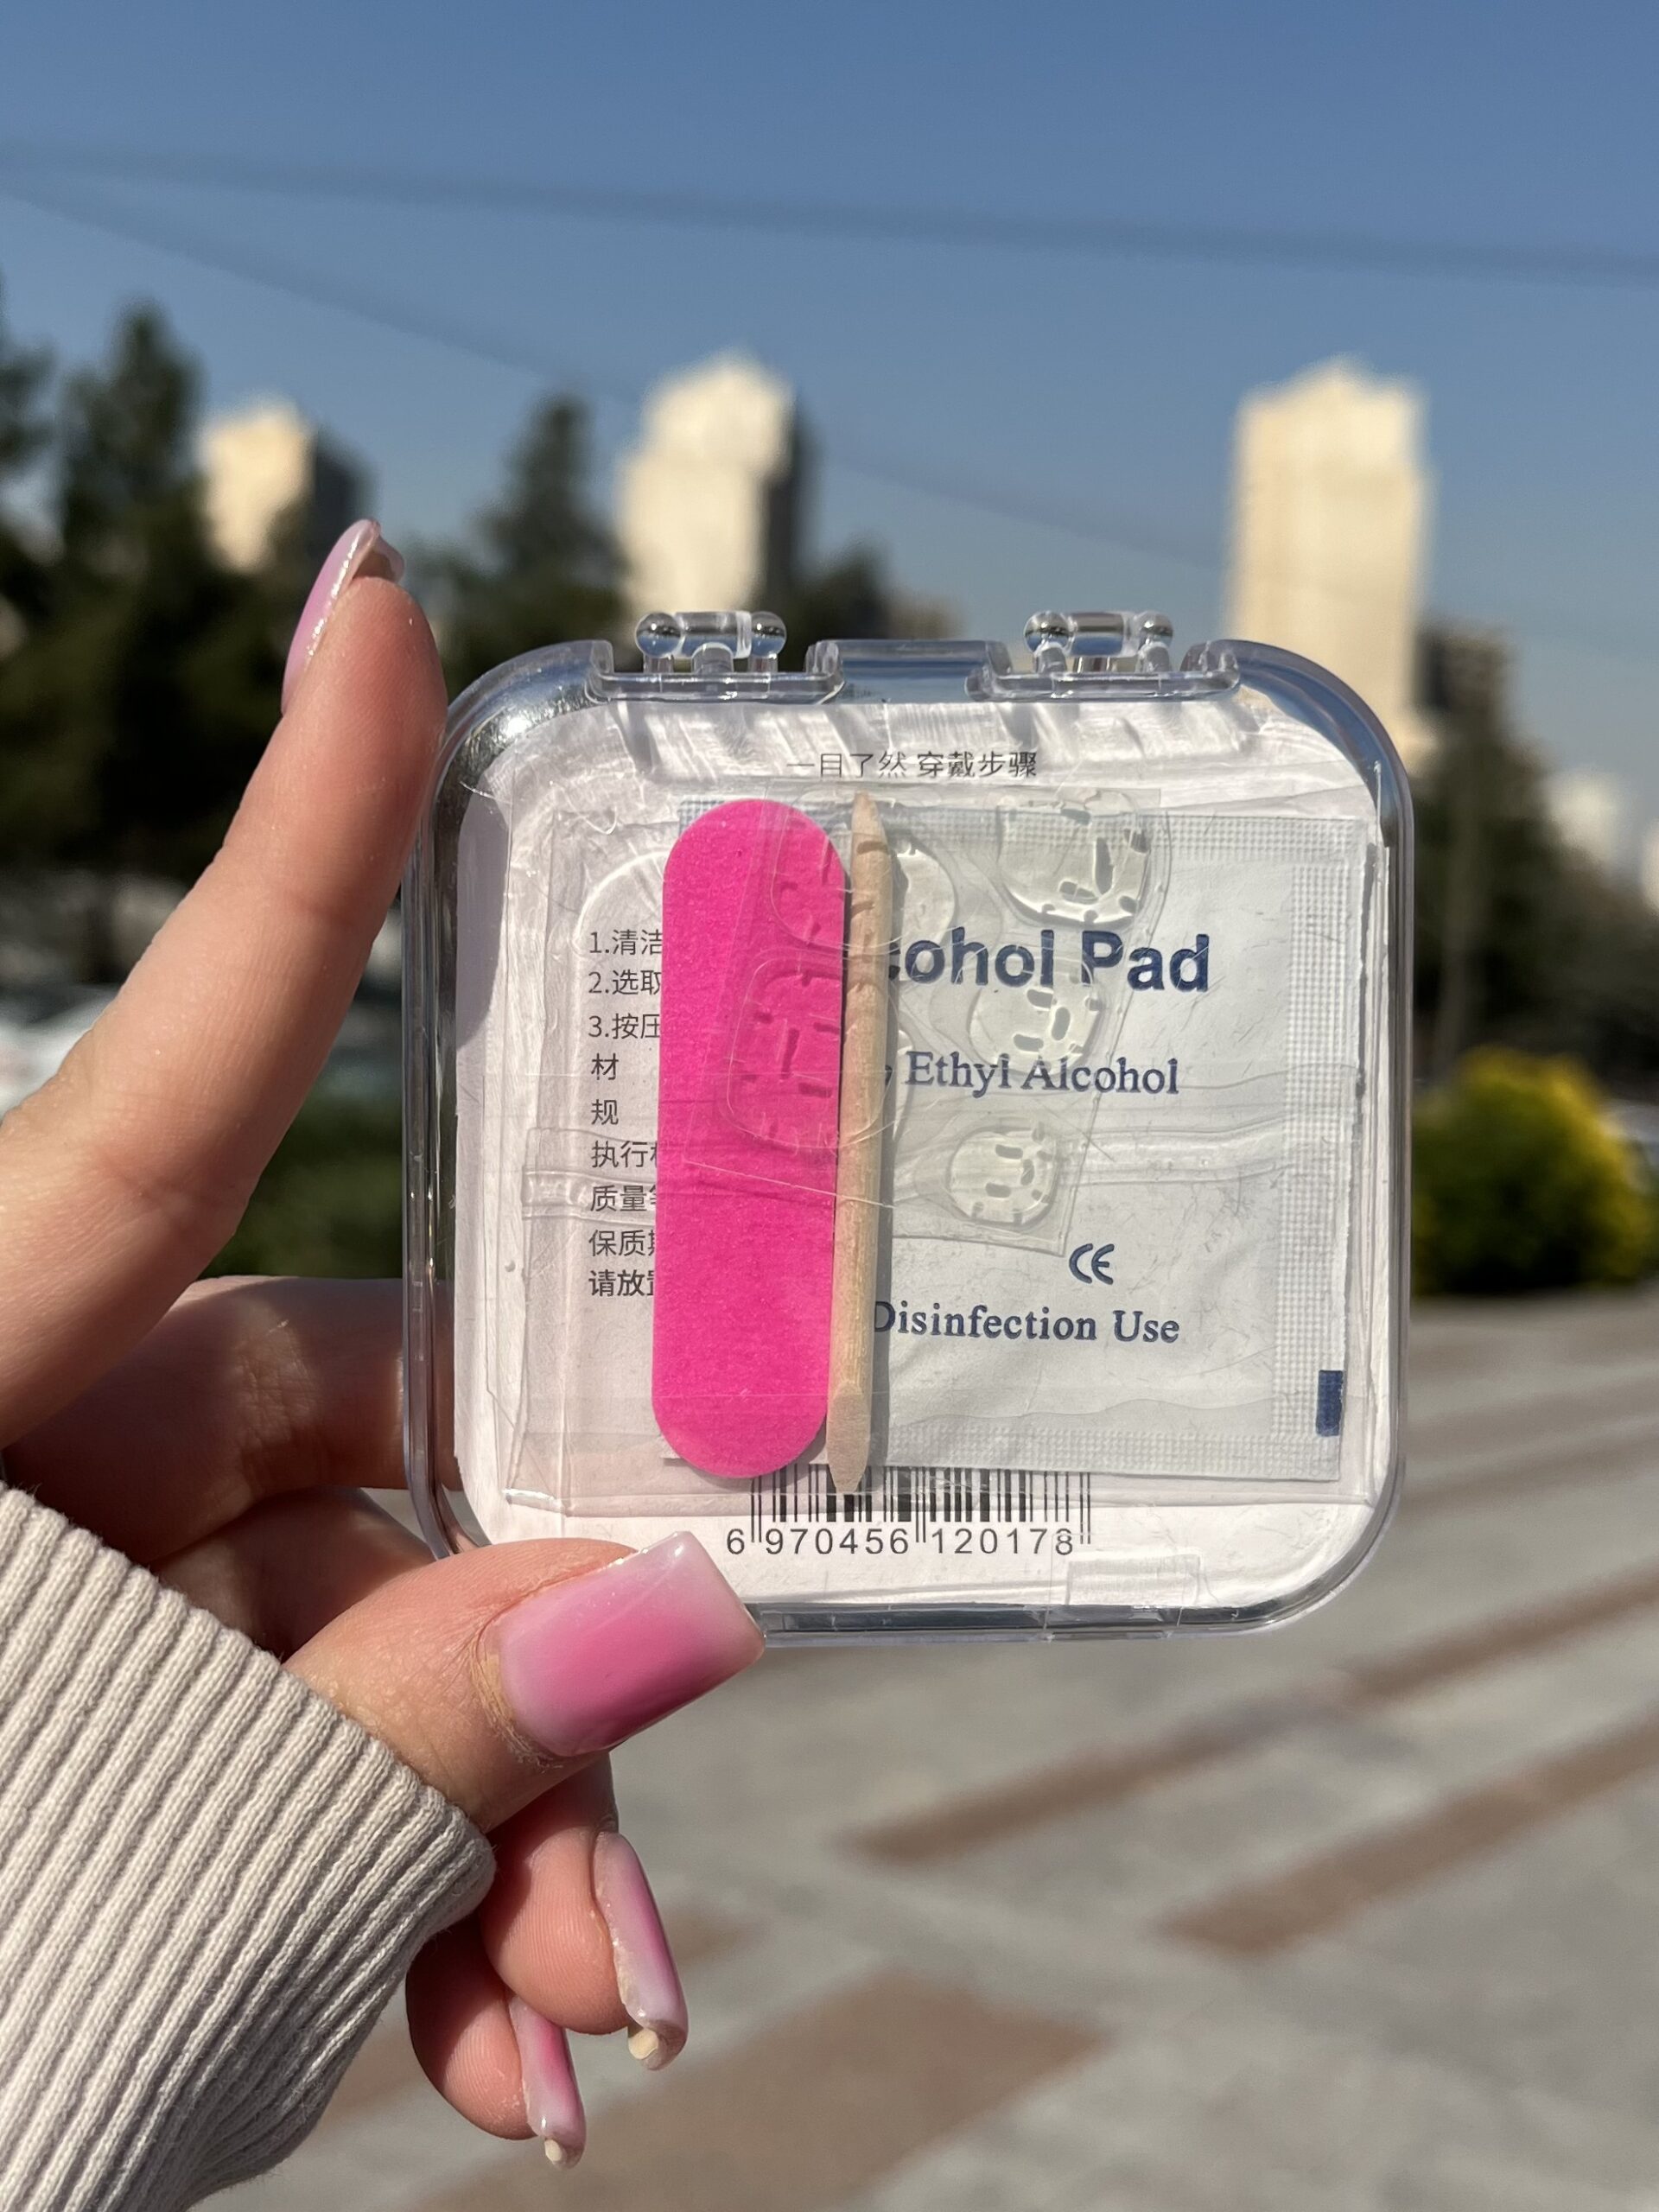 一目了然 穿戴步骤
1.清洁
2.选取
3.按压
材
规
执行
质量
保质
请放置
cohol Pad
Ethyl Alcohol
CE
Disinfection Use
6 970456 120178